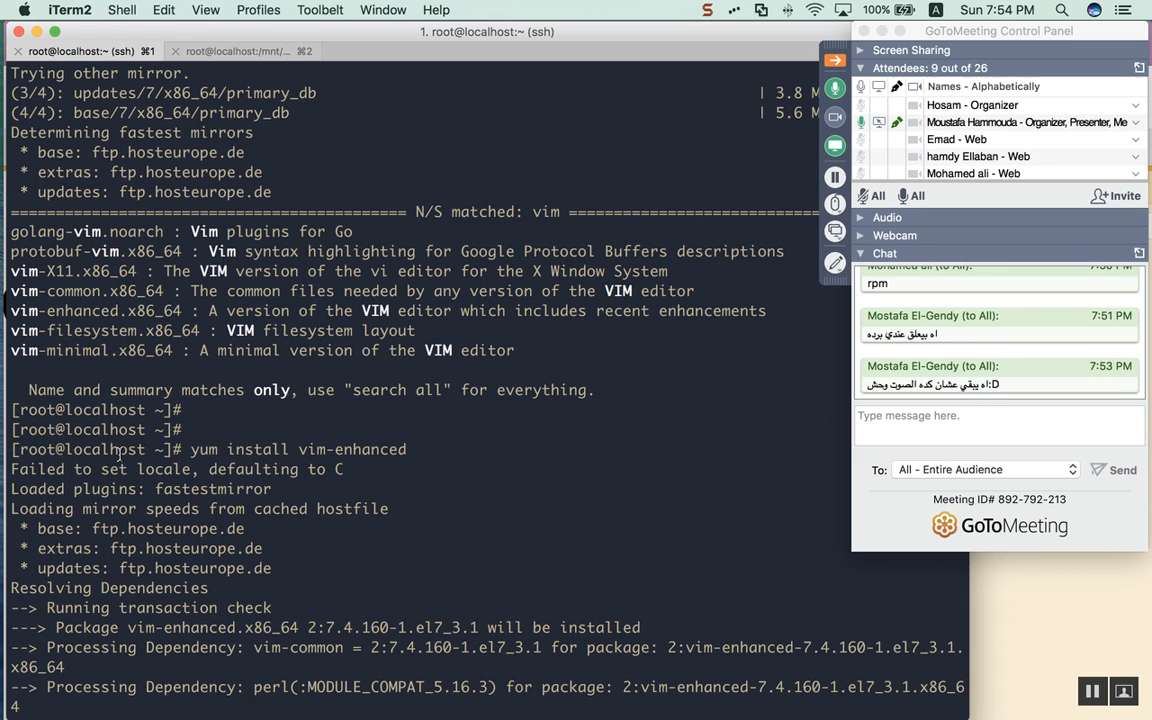 iTerm2 Shell Edit View Profiles Toolbelt Window Help 100% A Sun 7:54 PM
1. root@localhost:~ (ssh)
root@localhost:~ (ssh) ⌘1 × root@localhost:/mnt/... ⌘2
Trying other mirror.
(3/4): updates/7/x86_64/primary_db | 3.8 M
(4/4): base/7/x86_64/primary_db | 5.6 M
Determining fastest mirrors
* base: ftp.hosteurope.de
* extras: ftp.hosteurope.de
* updates: ftp.hosteurope.de
============================================ N/S matched: vim ============================
golang-vim.noarch : Vim plugins for Go
protobuf-vim.x86_64 : Vim syntax highlighting for Google Protocol Buffers descriptions
vim-X11.x86_64 : The VIM version of the vi editor for the X Window System
vim-common.x86_64 : The common files needed by any version of the VIM editor
vim-enhanced.x86_64 : A version of the VIM editor which includes recent enhancements
vim-filesystem.x86_64 : VIM filesystem layout
vim-minimal.x86_64 : A minimal version of the VIM editor
Name and summary matches only, use "search all" for everything.
[root@localhost ~]#
[root@localhost ~]#
[root@localhost ~]# yum install vim-enhanced
Failed to set locale, defaulting to C
Loaded plugins: fastestmirror
Loading mirror speeds from cached hostfile
* base: ftp.hosteurope.de
* extras: ftp.hosteurope.de
* updates: ftp.hosteurope.de
Resolving Dependencies
--> Running transaction check
---> Package vim-enhanced.x86_64 2:7.4.160-1.el7_3.1 will be installed
--> Processing Dependency: vim-common = 2:7.4.160-1.el7_3.1 for package: 2:vim-enhanced-7.4.160-1.el7_3.1.
x86_64
--> Processing Dependency: perl(:MODULE_COMPAT_5.16.3) for package: 2:vim-enhanced-7.4.160-1.el7_3.1.x86_6
4
GoToMeeting Control Panel
Screen Sharing
Attendees: 9 out of 26
Names - Alphabetically
Hosam - Organizer
Moustafa Hammouda - Organizer, Presenter, Me
Emad - Web
hamdy Ellaban - Web
Mohamed ali - Web
All All Invite
Audio
Webcam
Chat
rpm
Mostafa El-Gendy (to All): 7:51 PM
اه بيعلق عندي برده
Mostafa El-Gendy (to All): 7:53 PM
اه يبقي عشان كده الصوت وحش:D
Type message here.
To: All - Entire Audience Send
Meeting ID# 892-792-213
GoToMeeting